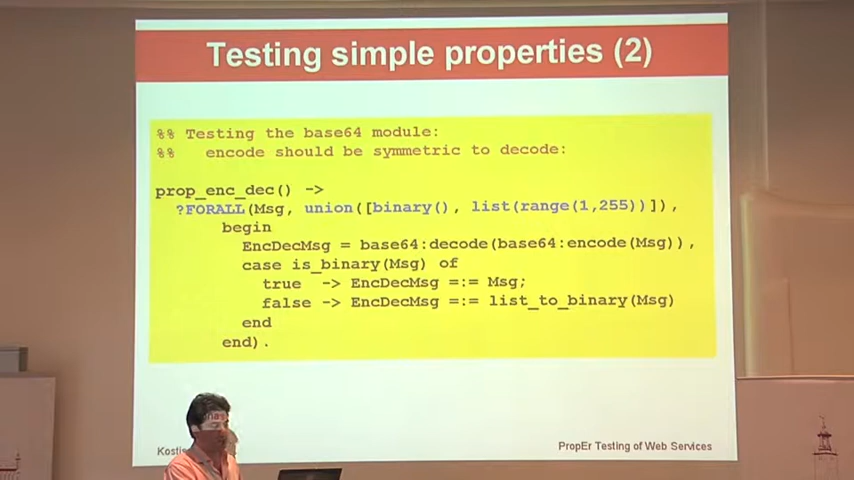 Testing simple properties (2)
%% Testing the base64 module:
%% encode should be symmetric to decode:
prop_enc_dec() ->
?FORALL(Msg, union([binary(), list(range(1,255))]),
begin
EncDecMsg = base64:decode(base64:encode(Msg)),
case is_binary(Msg) of
true -> EncDecMsg =:= Msg;
false -> EncDecMsg =:= list_to_binary(Msg)
end
end).
PropEr Testing of Web Services